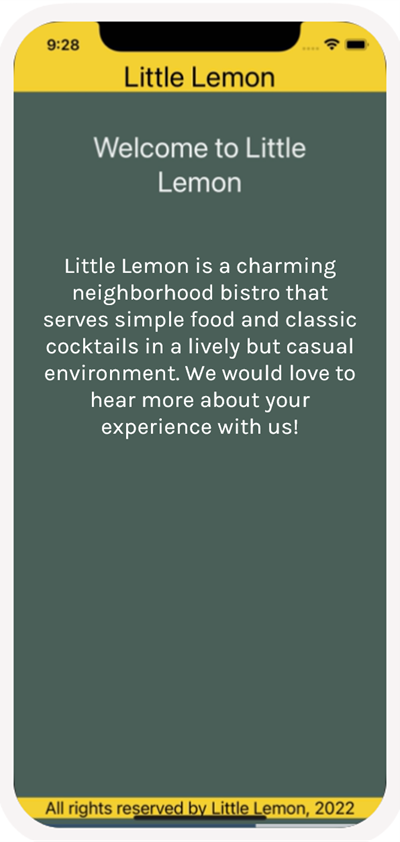 9:28
Little Lemon
Welcome to Little
Lemon
Little Lemon is a charming
neighborhood bistro that
serves simple food and classic
cocktails in a lively but casual
environment. We would love to
hear more about your
experience with us!
All rights reserved by Little Lemon, 2022